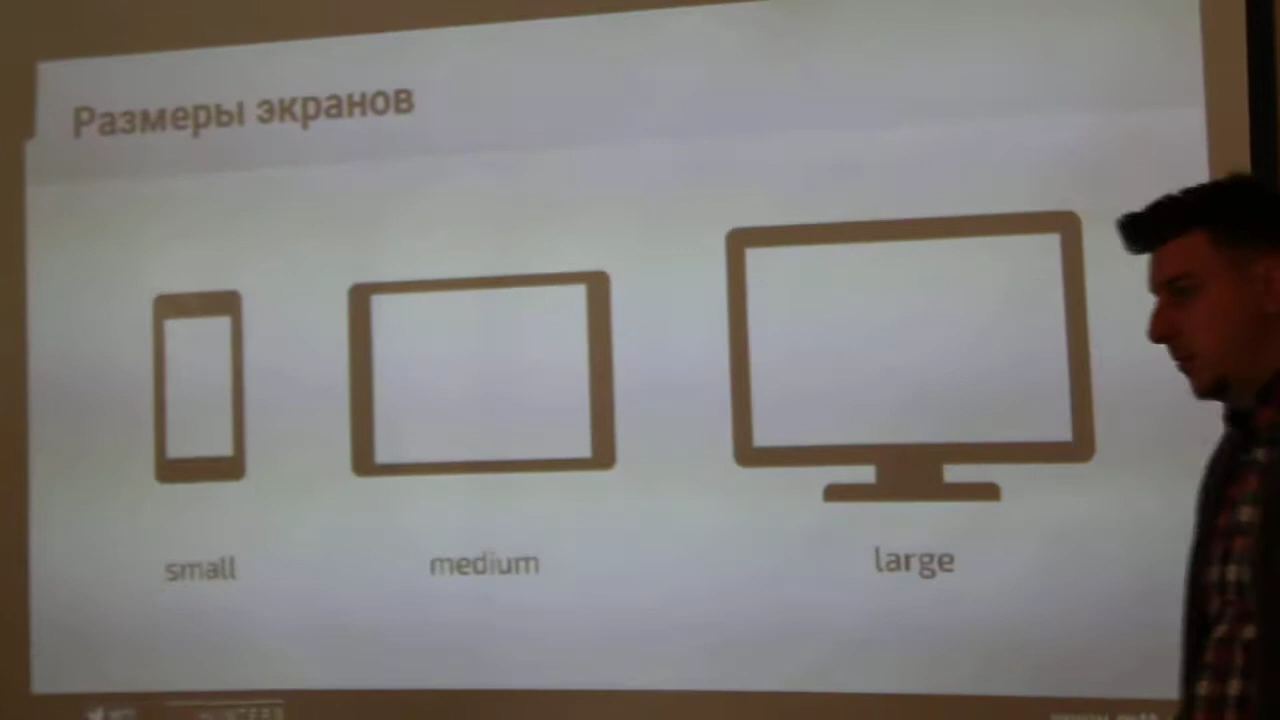 Размеры экранов
small
medium
large